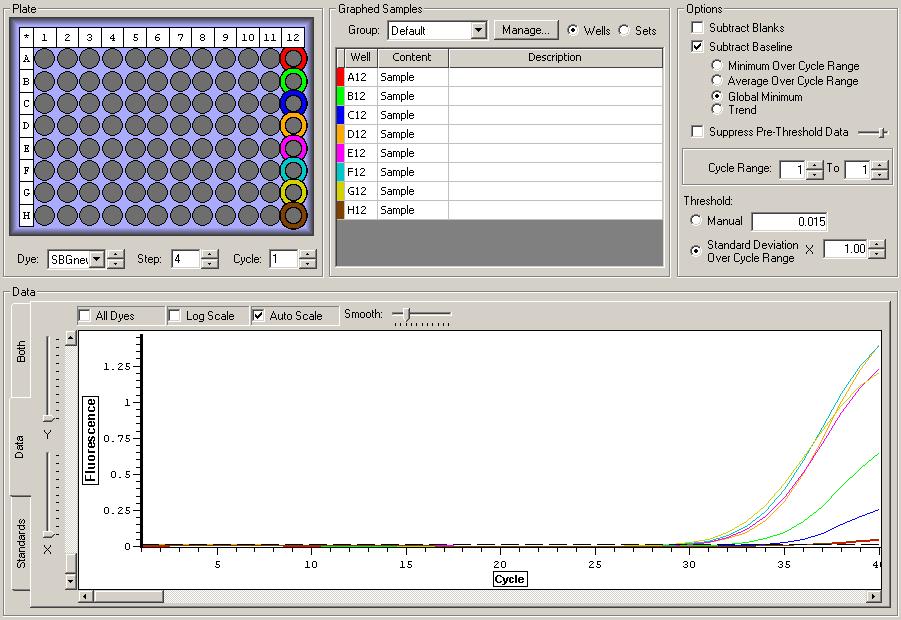 Plate
* 1 2 3 4 5 6 7 8 9 10 11 12
A
B
C
D
E
F
G
H
Dye: SBGnew Step: 4 Cycle: 1
Graphed Samples
Group: Default Manage... Wells Sets
Well Content Description
A12 Sample
B12 Sample
C12 Sample
D12 Sample
E12 Sample
F12 Sample
G12 Sample
H12 Sample
Options
Subtract Blanks
Subtract Baseline
Minimum Over Cycle Range
Average Over Cycle Range
Global Minimum
Trend
Suppress Pre-Threshold Data
Cycle Range: 1 To 1
Threshold:
Manual 0.015
Standard Deviation
Over Cycle Range X 1.00
Data
Both
Data
Standards
Y
X
All Dyes Log Scale Auto Scale Smooth:
Fluorescence
1.25
1
0.75
0.5
0.25
0
5 10 15 20 25 30 35 4
Cycle